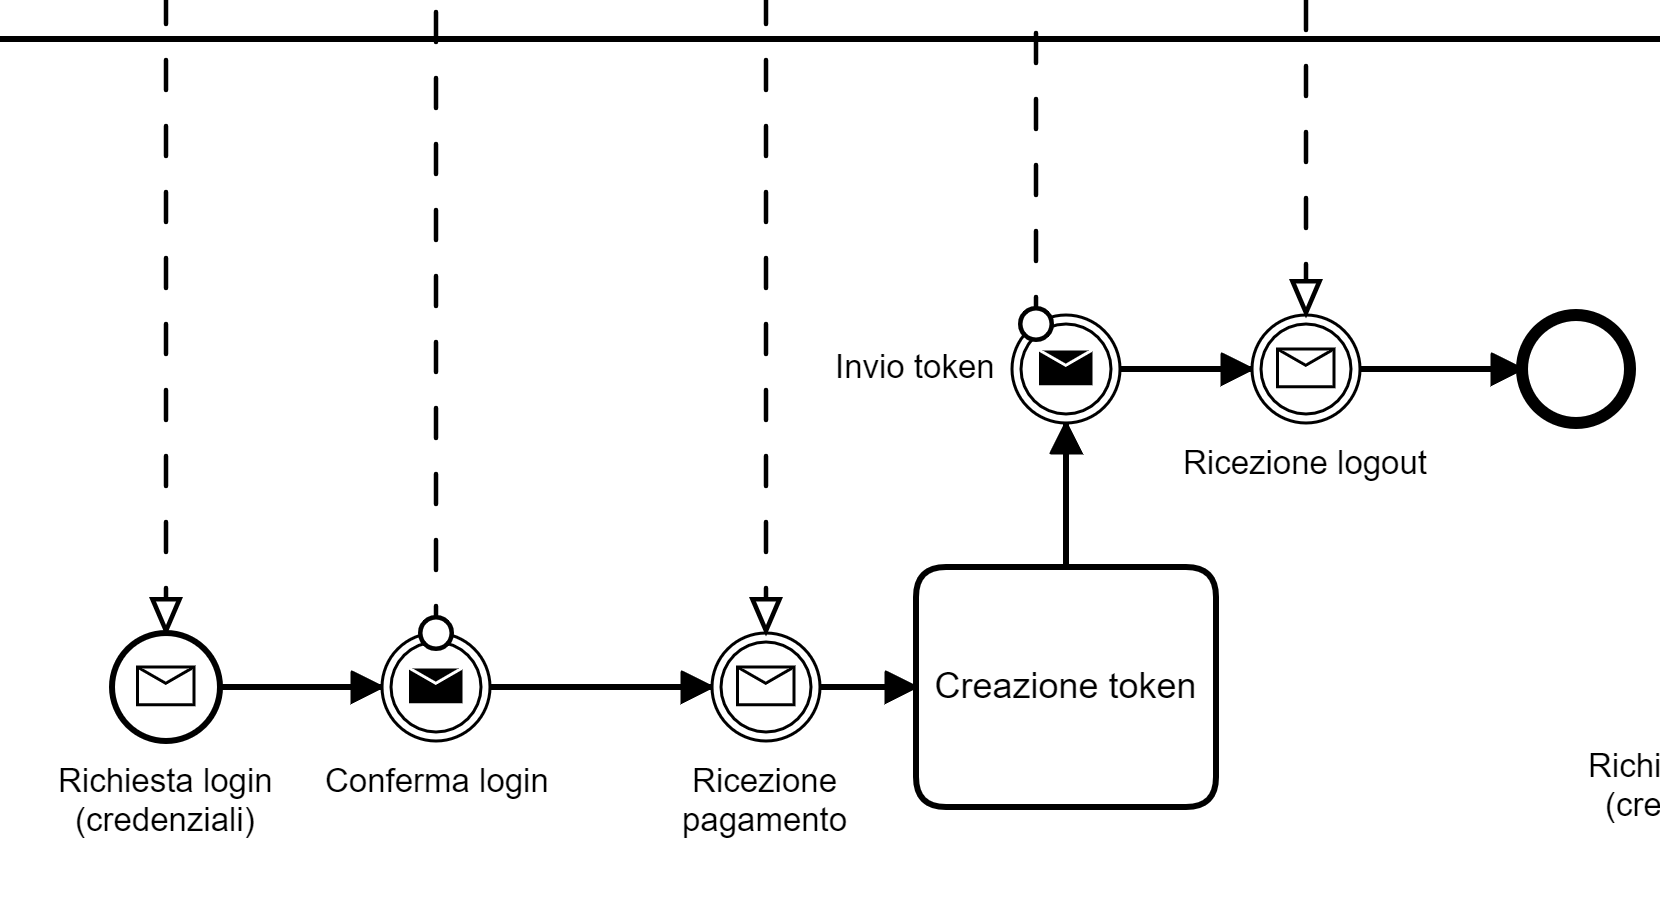 Invio token
Ricezione logout
Creazione token
Richiesta login
(credenziali)
Conferma login
Ricezione
pagamento
Richi
(cre